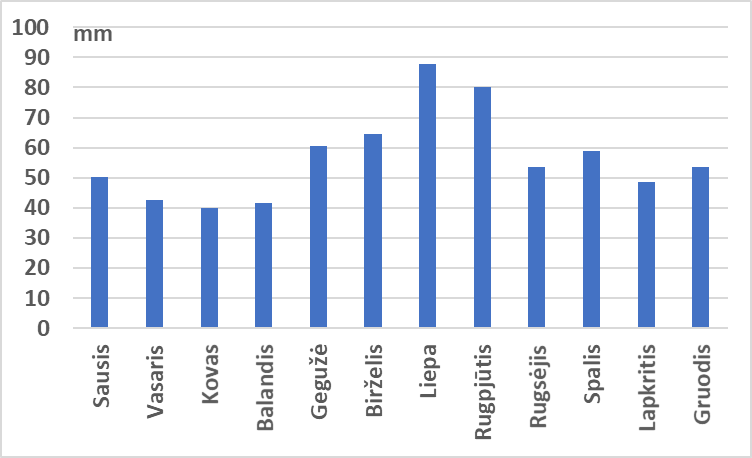 100
mm
90
80
70
60
50
40
30
20
10
0
Sausis
Vasaris
Kovas
Balandis
Gegužė
Birželis
Liepa
Rugpjūtis
Rugsėjis
Spalis
Lapkritis
Gruodis